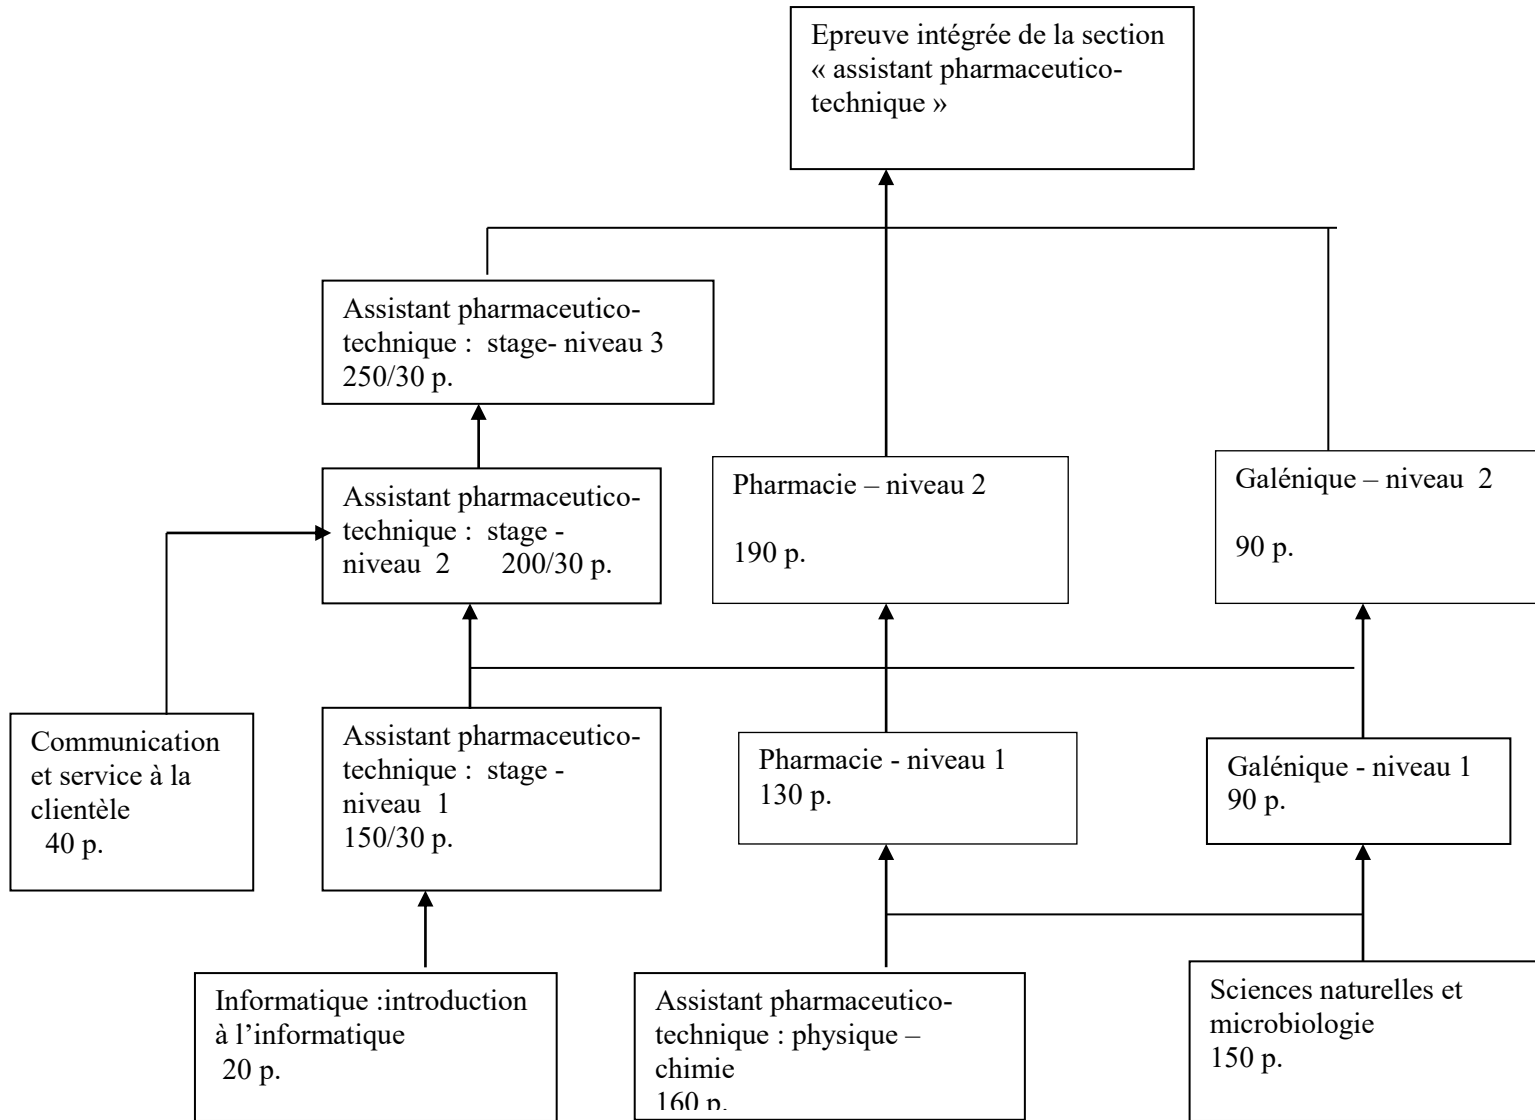 Epreuve intégrée de la section
« assistant pharmaceutico-
technique »
Assistant pharmaceutico-
technique :  stage- niveau 3
250/30 p.
Assistant pharmaceutico-
technique :  stage -
niveau  2      200/30 p.
Pharmacie – niveau 2
190 p.
Galénique – niveau  2
90 p.
Communication
et service à la
clientèle
40 p.
Assistant pharmaceutico-
technique :  stage -
niveau  1
150/30 p.
Pharmacie - niveau 1
130 p.
Galénique - niveau 1
90 p.
Informatique :introduction
à l’informatique
20 p.
Assistant pharmaceutico-
technique : physique –
chimie
160 p.
Sciences naturelles et
microbiologie
150 p.